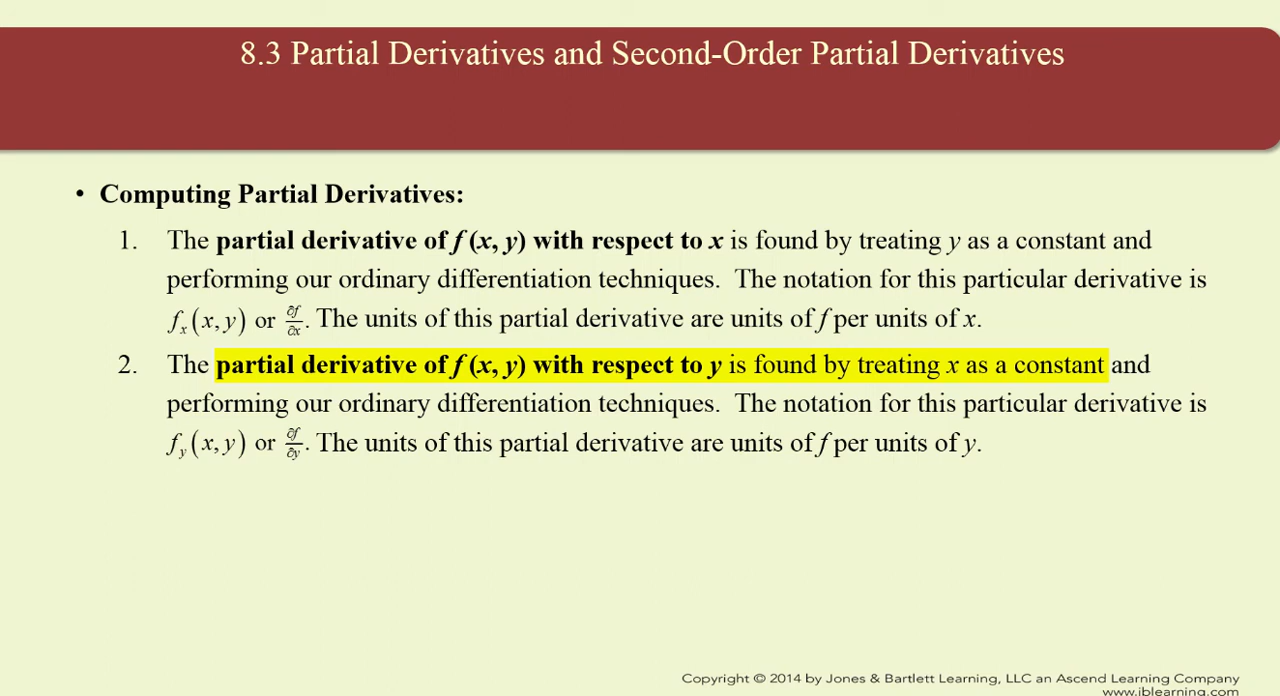 8.3 Partial Derivatives and Second-Order Partial Derivatives
• Computing Partial Derivatives:
1. The partial derivative of f (x, y) with respect to x is found by treating y as a constant and
performing our ordinary differentiation techniques. The notation for this particular derivative is
fₓ(x,y) or ∂f/∂x. The units of this partial derivative are units of f per units of x.
2. The partial derivative of f (x, y) with respect to y is found by treating x as a constant and
performing our ordinary differentiation techniques. The notation for this particular derivative is
f_y(x,y) or ∂f/∂y. The units of this partial derivative are units of f per units of y.
Copyright © 2014 by Jones & Bartlett Learning, LLC an Ascend Learning Company
www.jblearning.com